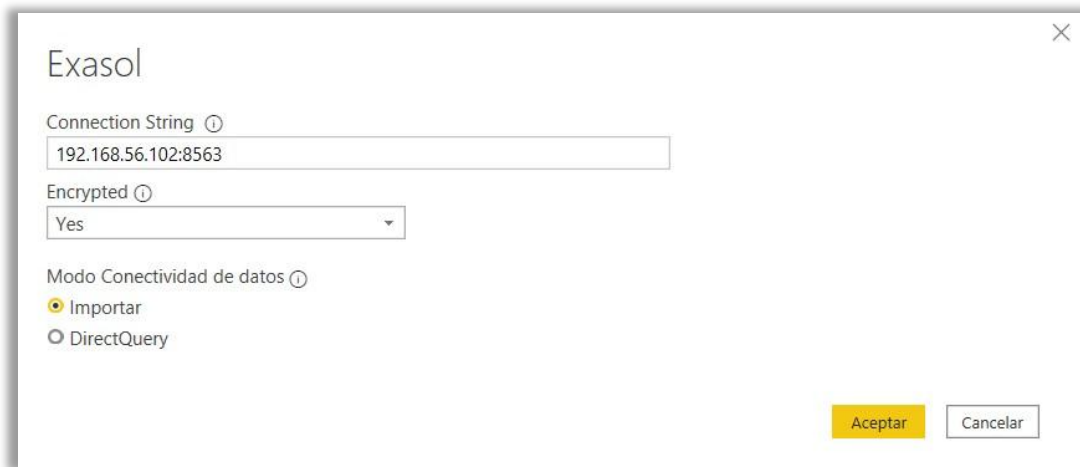 Exasol
Connection String
192.168.56.102:8563
Encrypted
Yes
Modo Conectividad de datos
Importar
DirectQuery
Aceptar Cancelar